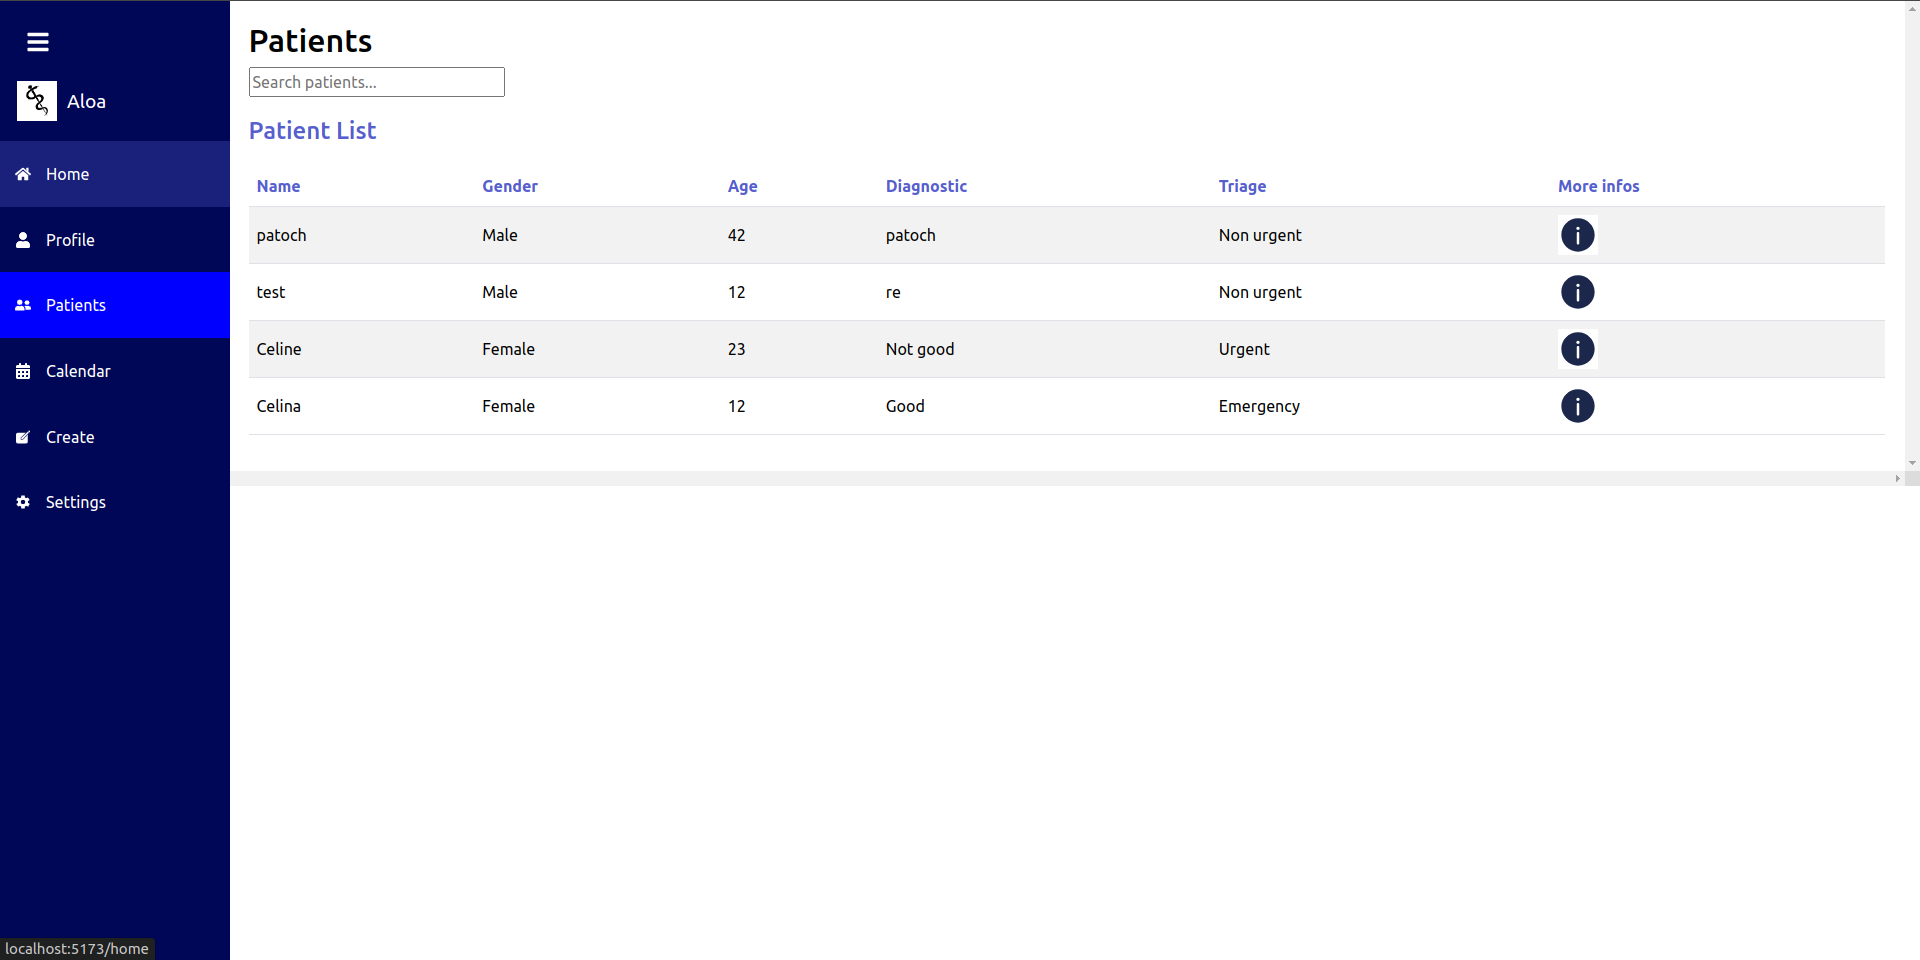 Aloa
Home
Profile
Patients
Calendar
Create
Settings
Patients
Search patients...
Patient List
Name Gender Age Diagnostic Triage More infos
patoch Male 42 patoch Non urgent
test Male 12 re Non urgent
Celine Female 23 Not good Urgent
Celina Female 12 Good Emergency
localhost:5173/home